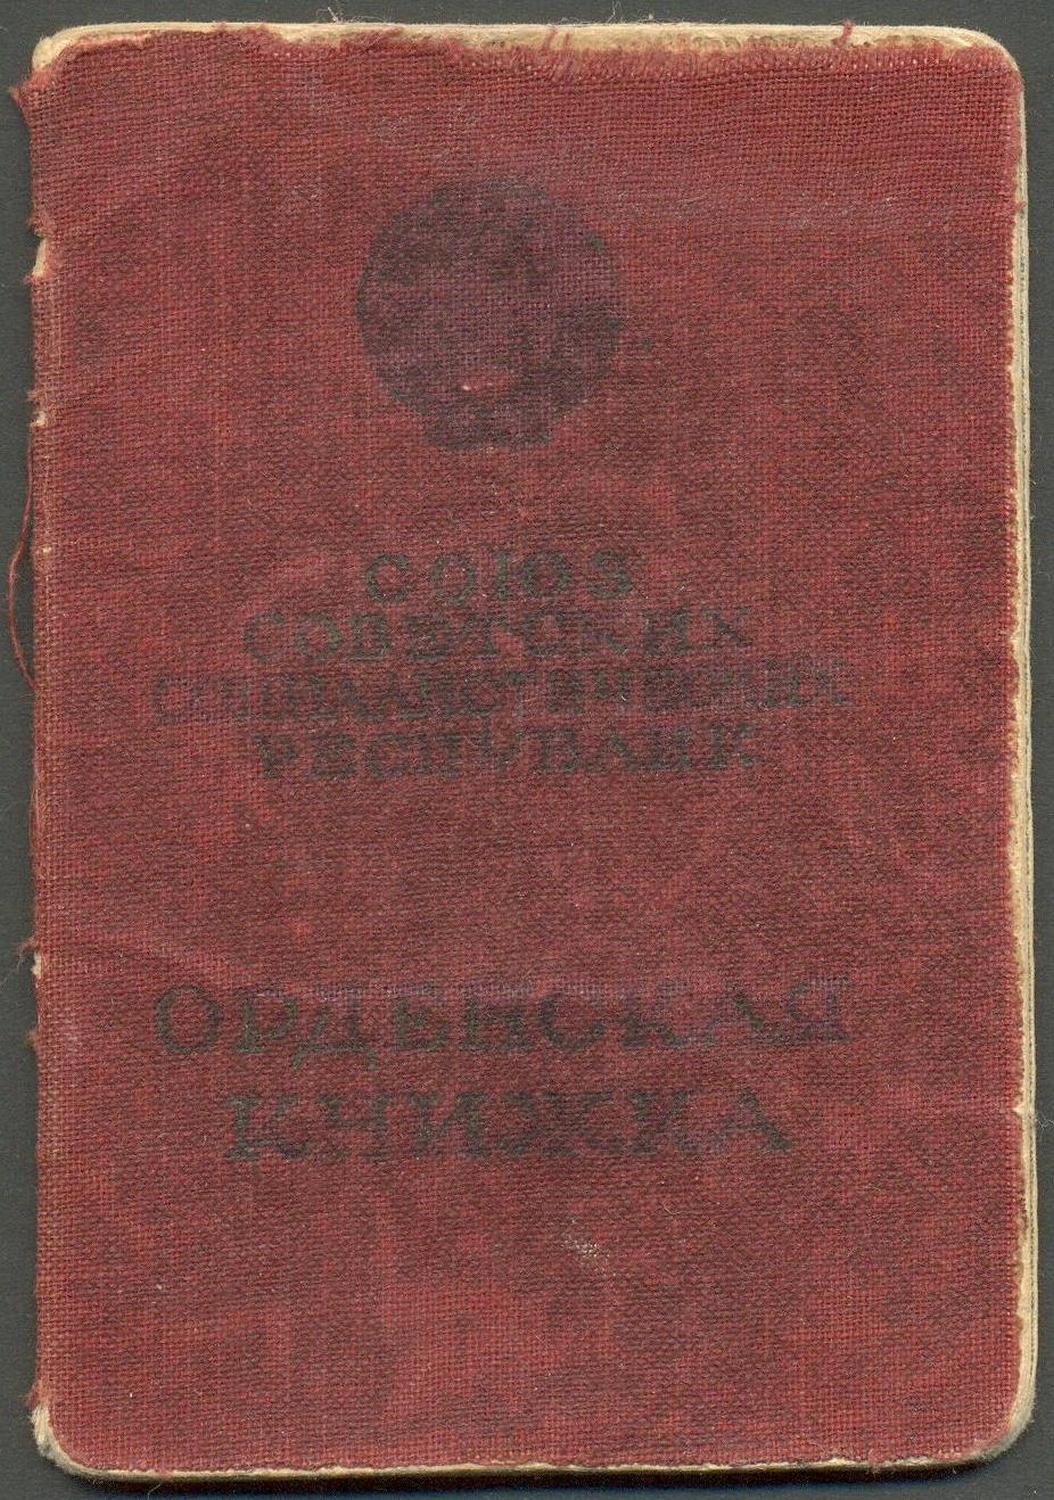 СОЮЗ
СОВЕТСКИХ
СОЦИАЛИСТИЧЕСКИХ
РЕСПУБЛИК
ОРДЕНСКАЯ
КНИЖКА